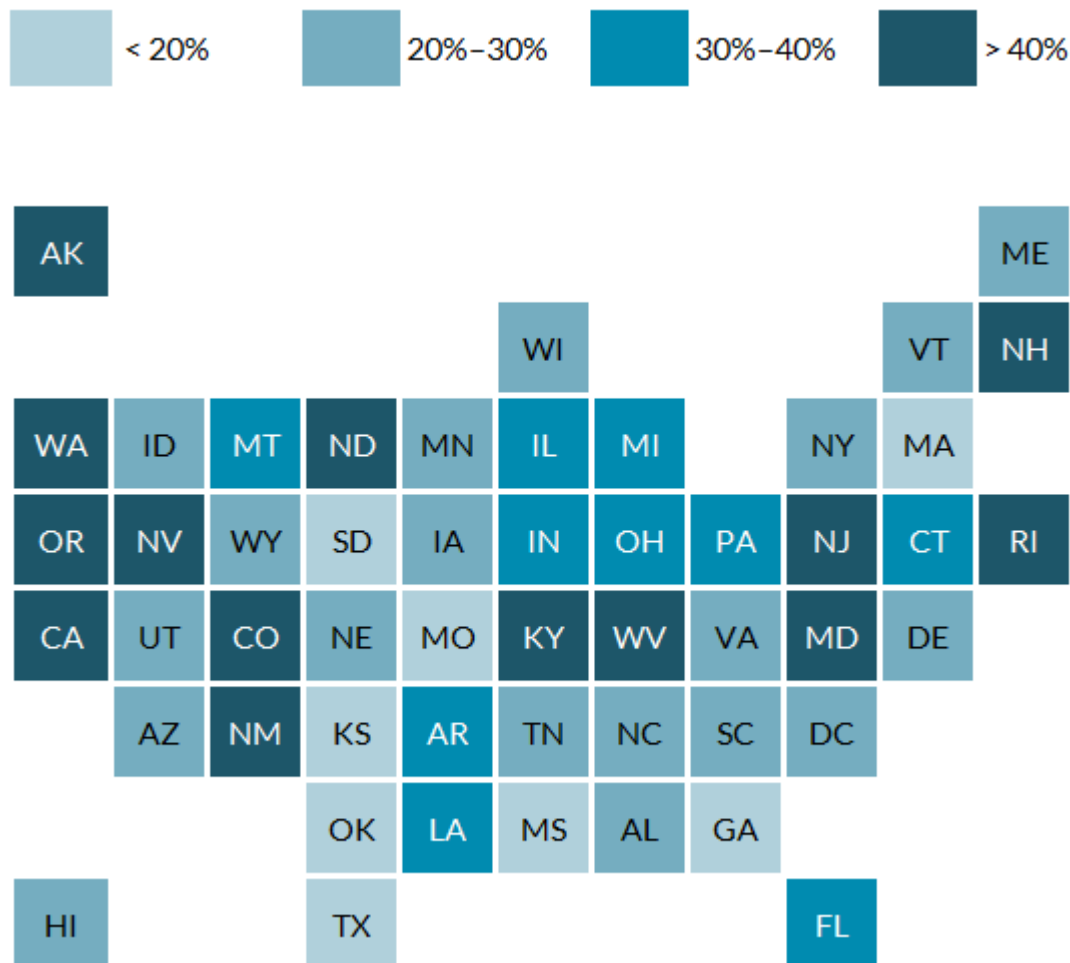 < 20% 20%–30% 30%–40% > 40%
AK ME
WI VT NH
WA ID MT ND MN IL MI NY MA
OR NV WY SD IA IN OH PA NJ CT RI
CA UT CO NE MO KY WV VA MD DE
AZ NM KS AR TN NC SC DC
OK LA MS AL GA
HI TX FL